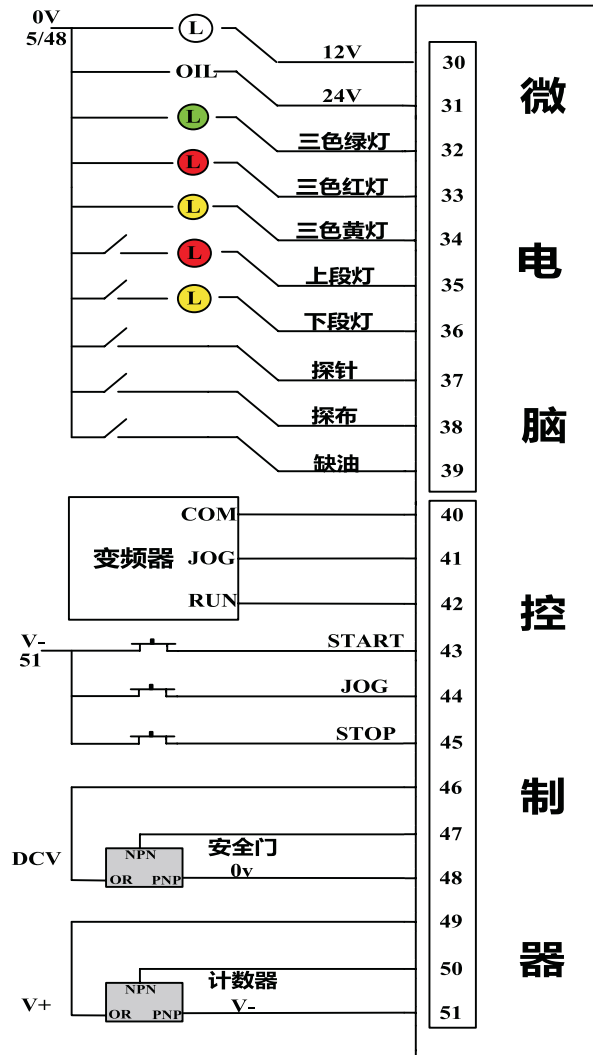 0V
5/48
L 12V 30
OIL 24V 31
L 三色绿灯 32
L 三色红灯 33
L 三色黄灯 34
L 上段灯 35
L 下段灯 36
探针 37
探布 38
缺油 39
微电脑控制器
变频器
COM 40
JOG 41
RUN 42
V-
51
START 43
JOG 44
STOP 45
46
DCV
NPN 安全门 47
OR PNP 0v 48
49
V+
NPN 计数器 50
OR PNP V- 51